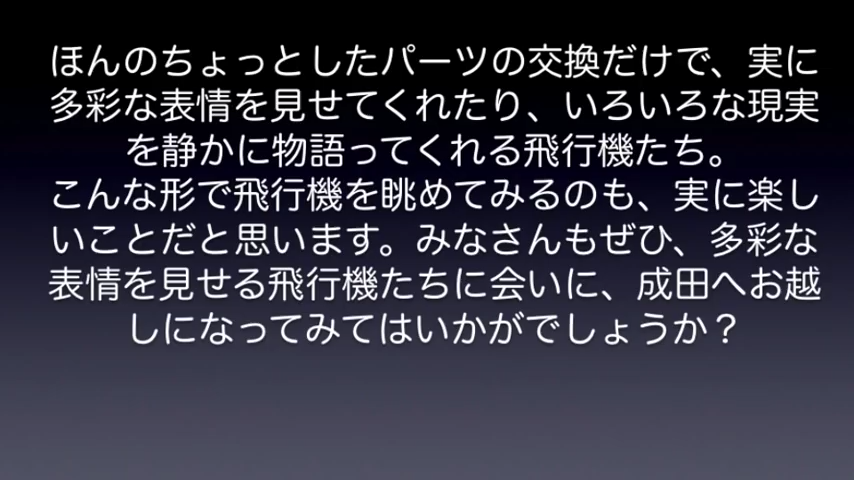 ほんのちょっとしたパーツの交換だけで、実に
多彩な表情を見せてくれたり、いろいろな現実
を静かに物語ってくれる飛行機たち。
こんな形で飛行機を眺めてみるのも、実に楽し
いことだと思います。みなさんもぜひ、多彩な
表情を見せる飛行機たちに会いに、成田へお越
しになってみてはいかがでしょうか？